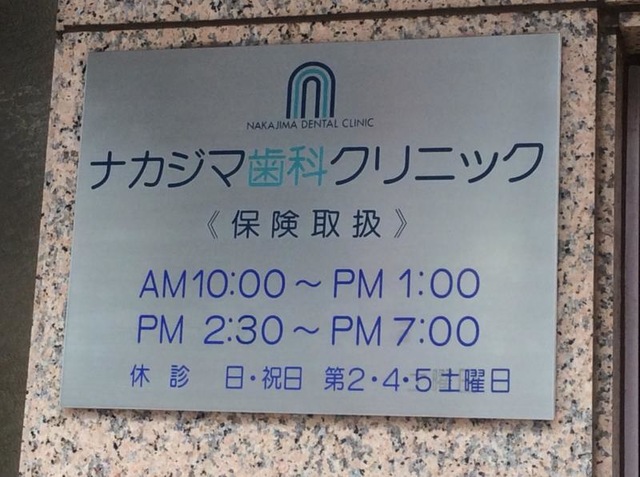 NAKAJIMA DENTAL CLINIC
ナカジマ歯科クリニック
《保険取扱》
AM10:00～PM 1:00
PM 2:30～PM 7:00
休診 日・祝日 第2・4・5土曜日